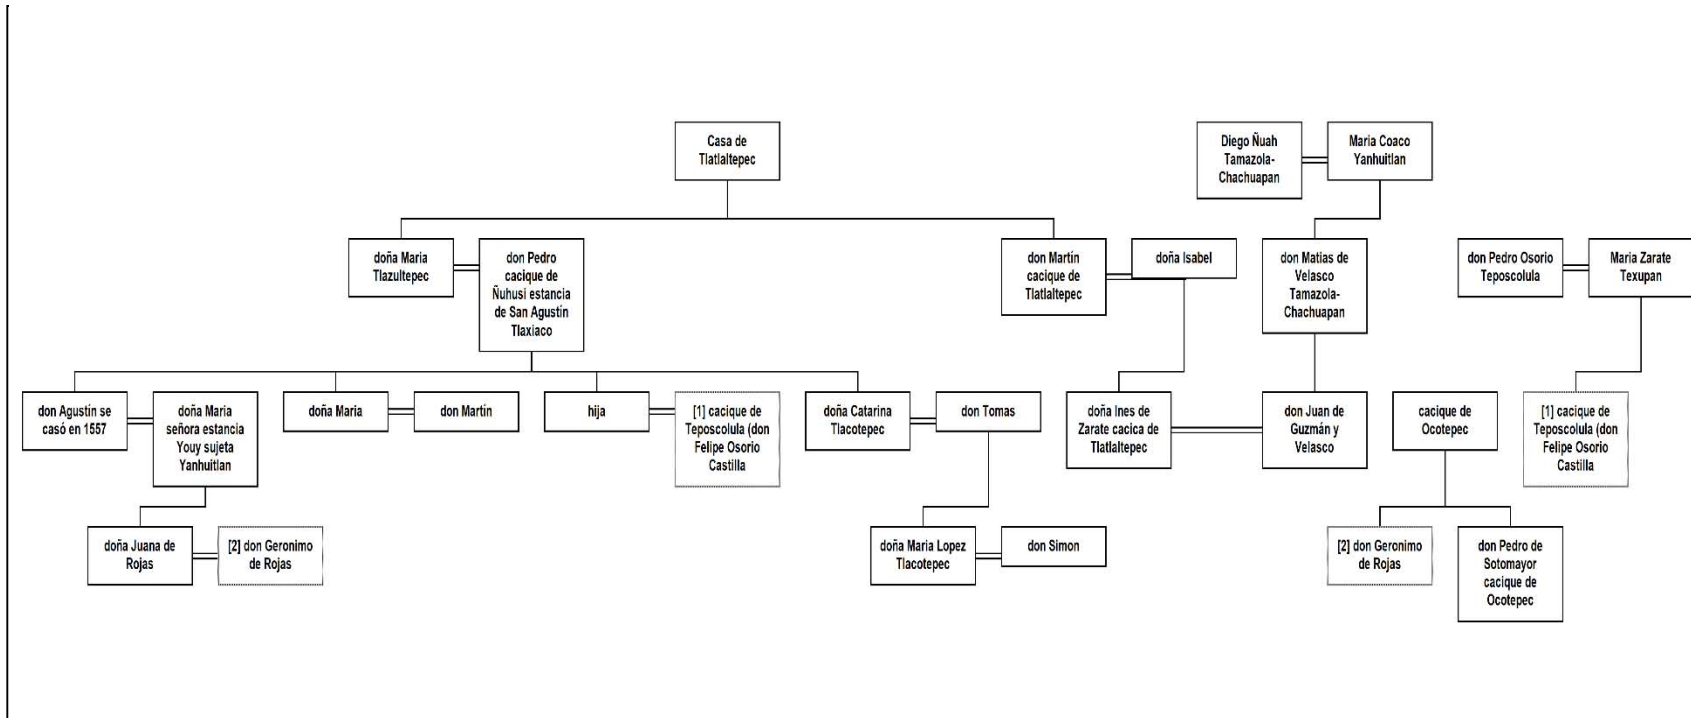 Casa de
Tlatlaltepec
Diego Ñuah
Tamazola-
Chachuapan
Maria Coaco
Yanhuitlan
doña Maria
Tlazultepec
don Pedro
cacique de
Ñuhusi estancia
de San Agustín
Tlaxiaco
don Martín
cacique de
Tlatlaltepec
doña Isabel
don Matias de
Velasco
Tamazola-
Chachuapan
don Pedro Osorio
Teposcolula
Maria Zarate
Texupan
don Agustin se
casó en 1557
doña Maria
señora estancia
Youy sujeta
Yanhuitlan
doña Maria
don Martín
hija
[1] cacique de
Teposcolula (don
Felipe Osorio
Castilla
doña Catarina
Tlacotepec
don Tomas
doña Ines de
Zarate cacica de
Tlatlaltepec
don Juan de
Guzmán y
Velasco
cacique de
Ocotepec
[1] cacique de
Teposcolula (don
Felipe Osorio
Castilla
doña Juana de
Rojas
[2] don Geronimo
de Rojas
doña Maria Lopez
Tlacotepec
don Simon
[2] don Geronimo
de Rojas
don Pedro de
Sotomayor
cacique de
Ocotepec